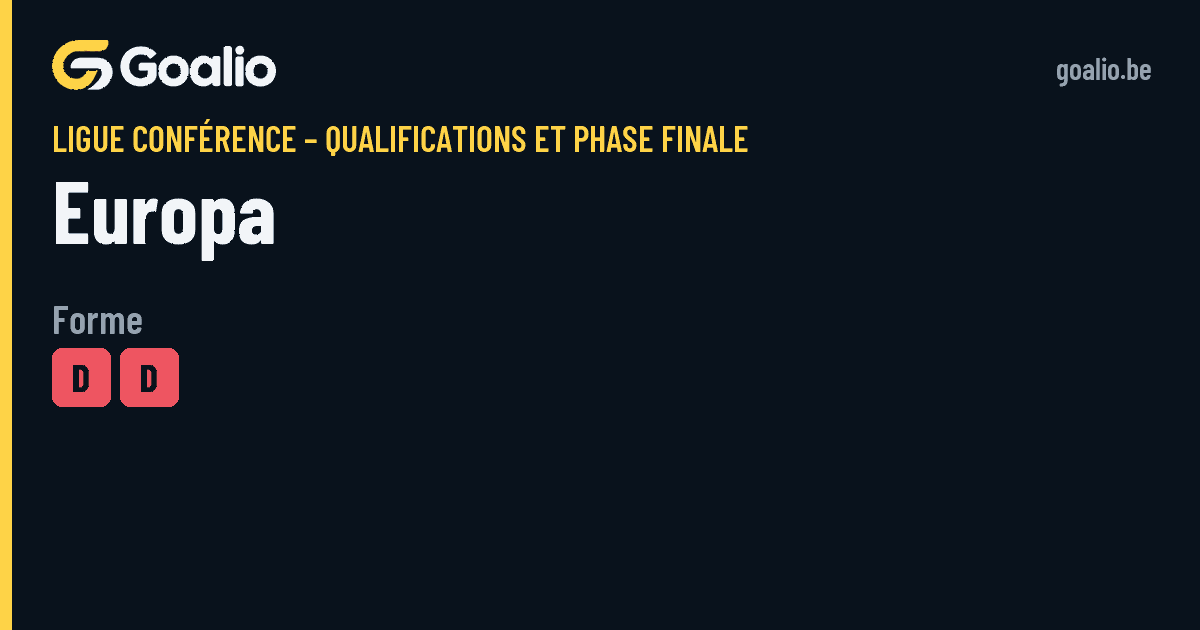 Goalio
goalio.be
LIGUE CONFÉRENCE – QUALIFICATIONS ET PHASE FINALE
Europa
Forme
D D